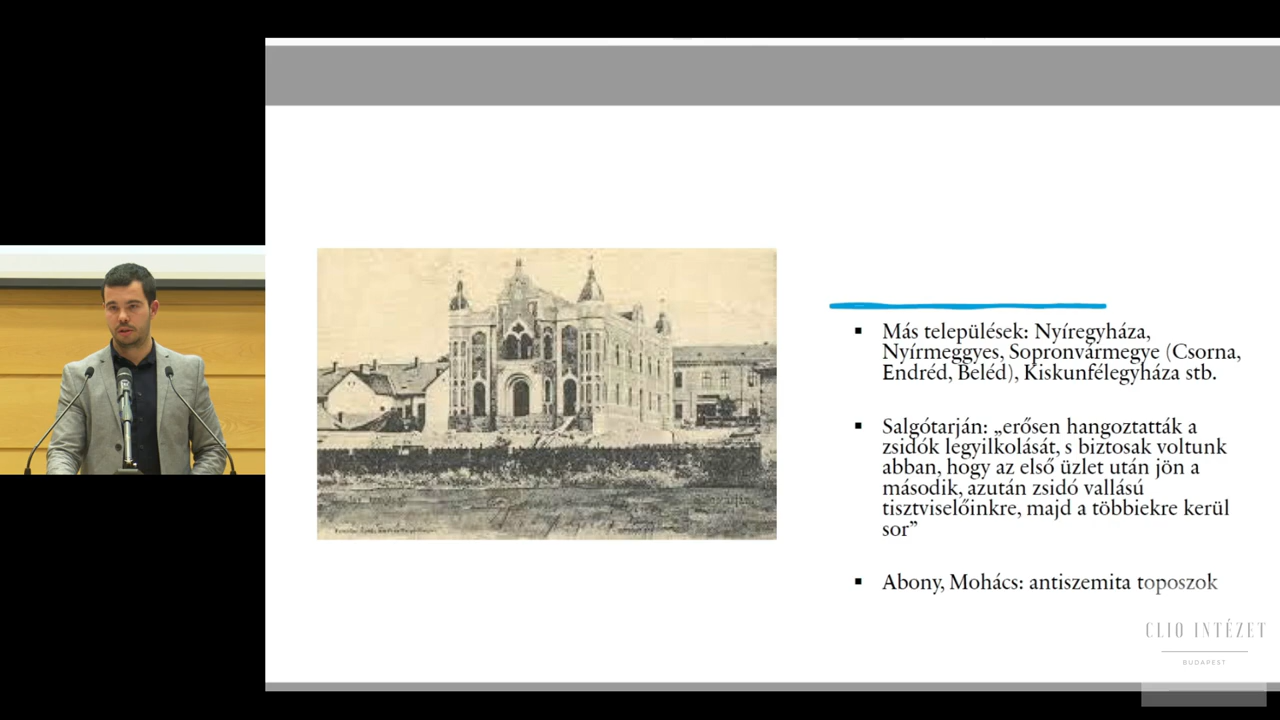 ▪ Más települések: Nyíregyháza,
Nyírmeggyes, Sopronvármegye (Csorna,
Endréd, Beléd), Kiskunfélegyháza stb.
▪ Salgótarján: „erősen hangoztatták a
zsidók legyilkolását, s biztosak voltunk
abban, hogy az első üzlet után jön a
második, azután zsidó vallású
tisztviselőinkre, majd a többiekre kerül
sor”
▪ Abony, Mohács: antiszemita toposzok
CLIO INTÉZET
BUDAPEST